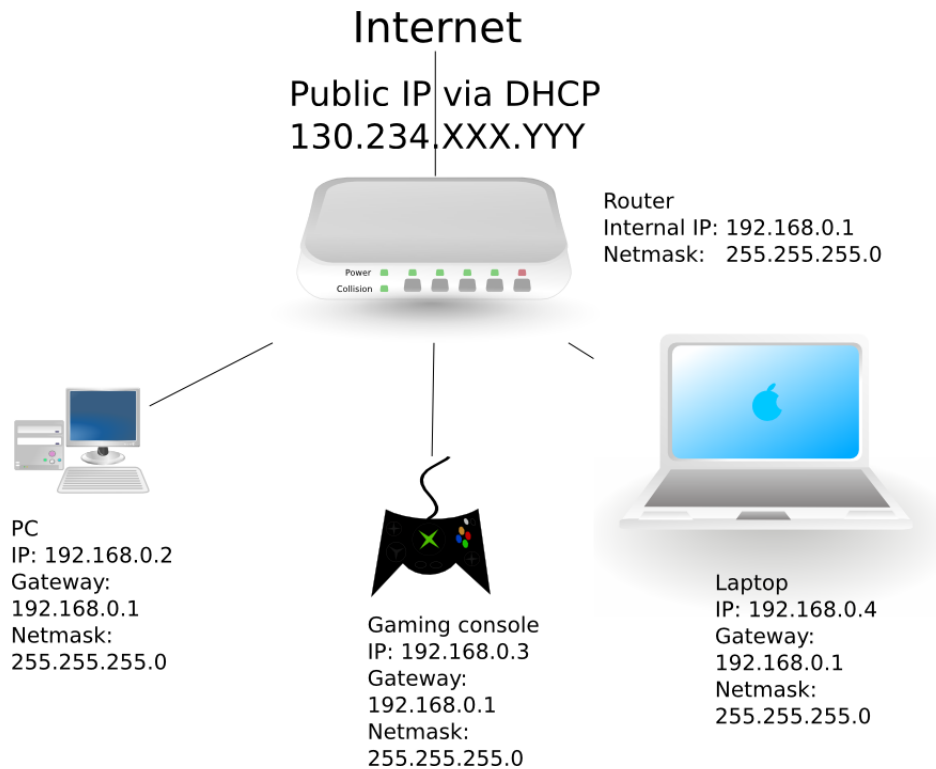 Internet
Public IP via DHCP
130.234.XXX.YYY
Router
Internal IP: 192.168.0.1
Netmask: 255.255.255.0
Power
Collision
PC
IP: 192.168.0.2
Gateway:
192.168.0.1
Netmask:
255.255.255.0
Gaming console
IP: 192.168.0.3
Gateway:
192.168.0.1
Netmask:
255.255.255.0
Laptop
IP: 192.168.0.4
Gateway:
192.168.0.1
Netmask:
255.255.255.0